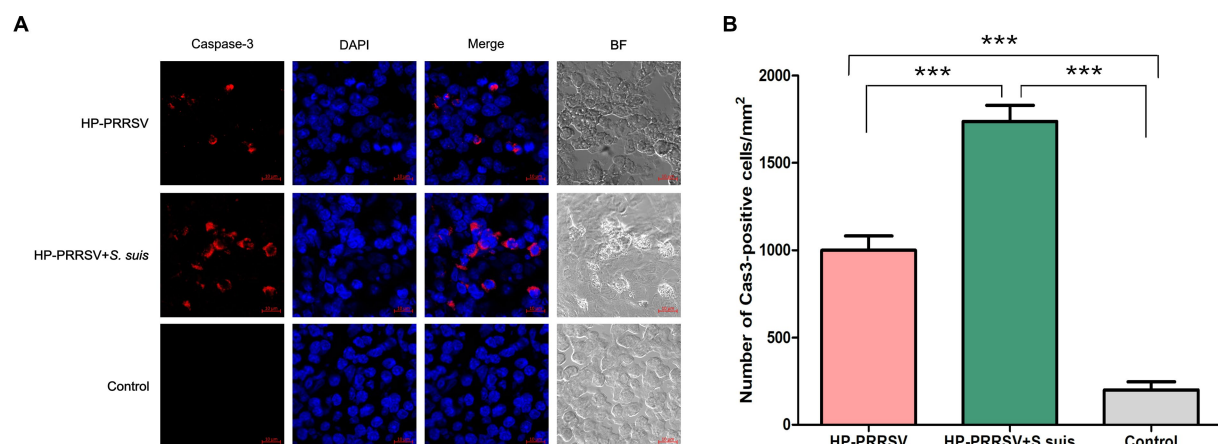 A
Caspase-3 DAPI Merge BF
HP-PRRSV
HP-PRRSV+S. suis
Control
B
***
*** ***
Number of Cas3-positive cells/mm²
2000
1500
1000
500
0
HP-PRRSV HP-PRRSV+S.suis Control